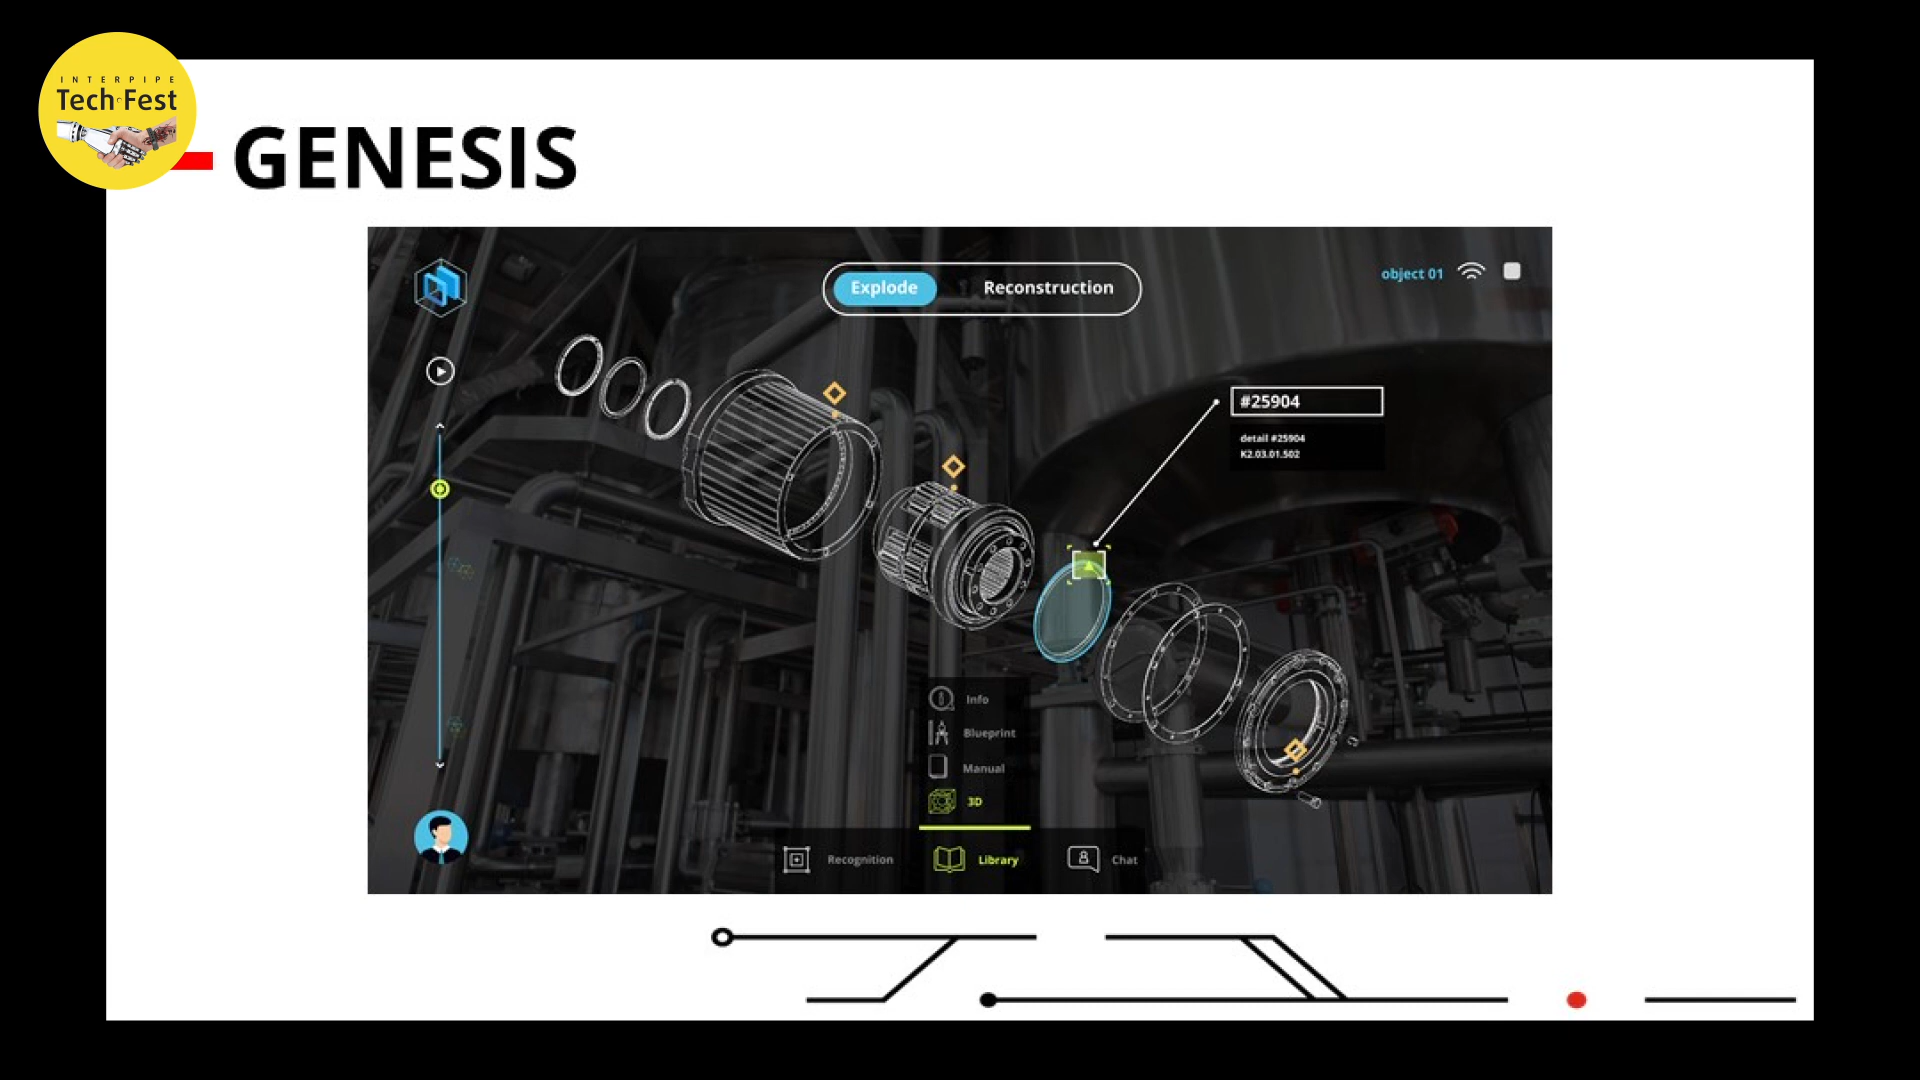 INTERPIPE
Tech Fest
GENESIS
Explode
Reconstruction
object 01
#25904
detail #25904
K2.03.01.502
Info
Blueprint
Manual
3D
Recognition
Library
Chat